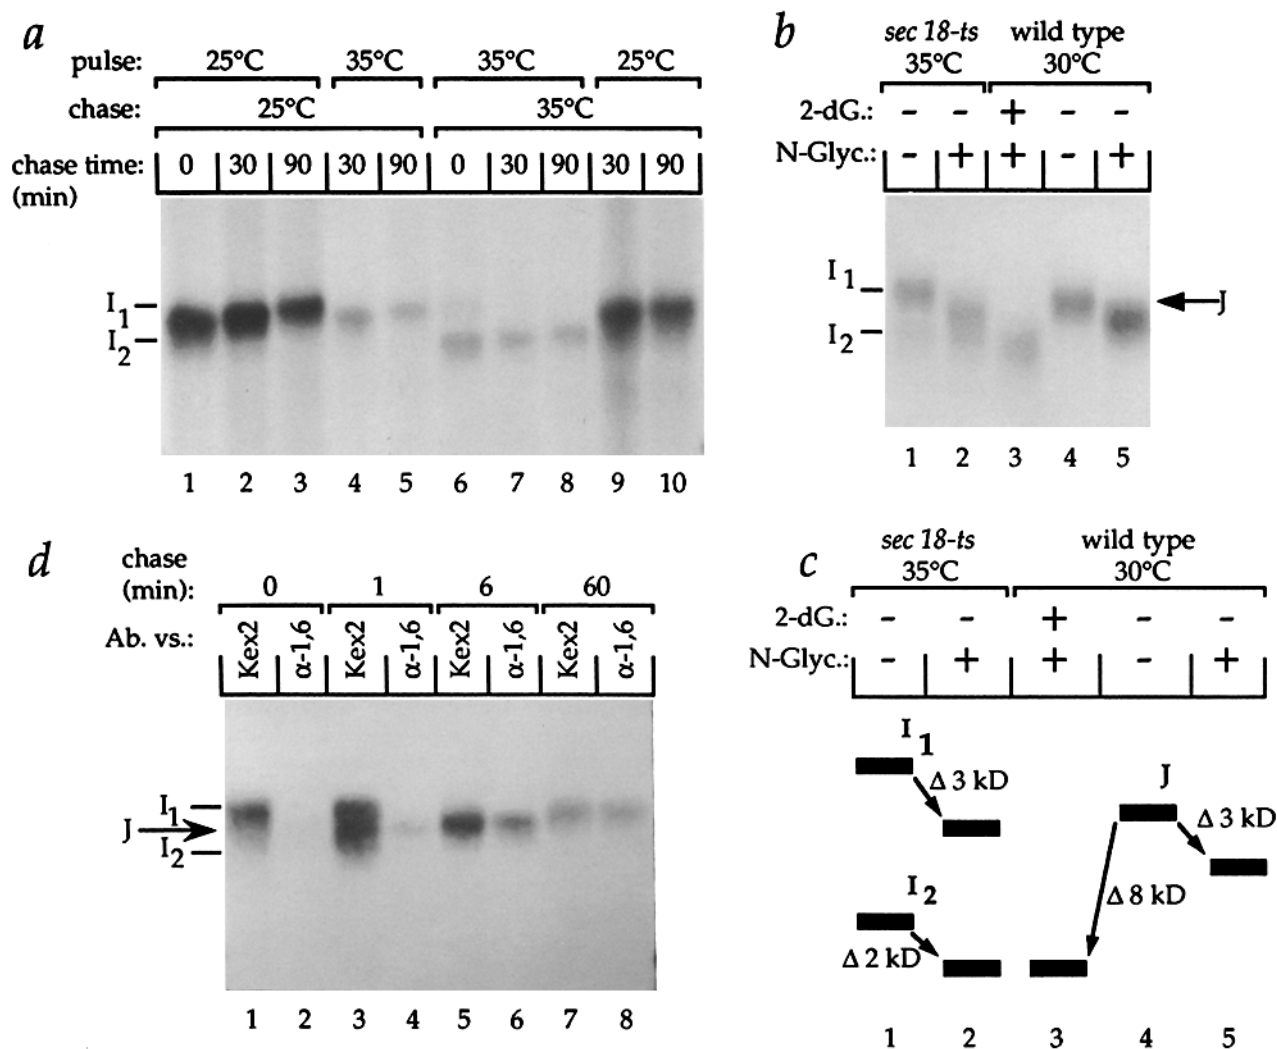 a
pulse: 25°C 35°C 35°C 25°C
chase: 25°C 35°C
chase time: 0 30 90 30 90 0 30 90 30 90
(min)
I1
I2
1 2 3 4 5 6 7 8 9 10
b
sec 18-ts wild type
35°C 30°C
2-dG.: - - + - -
N-Glyc.: - + + - +
I1
J
I2
1 2 3 4 5
d
chase
(min): 0 1 6 60
Ab. vs.: Kex2 α-1,6 Kex2 α-1,6 Kex2 α-1,6 Kex2 α-1,6
I1
J
I2
1 2 3 4 5 6 7 8
c
sec 18-ts wild type
35°C 30°C
2-dG.: - - + - -
N-Glyc.: - + + - +
I1
Δ 3 kD
J
Δ 3 kD
I2
Δ 8 kD
Δ 2 kD
1 2 3 4 5